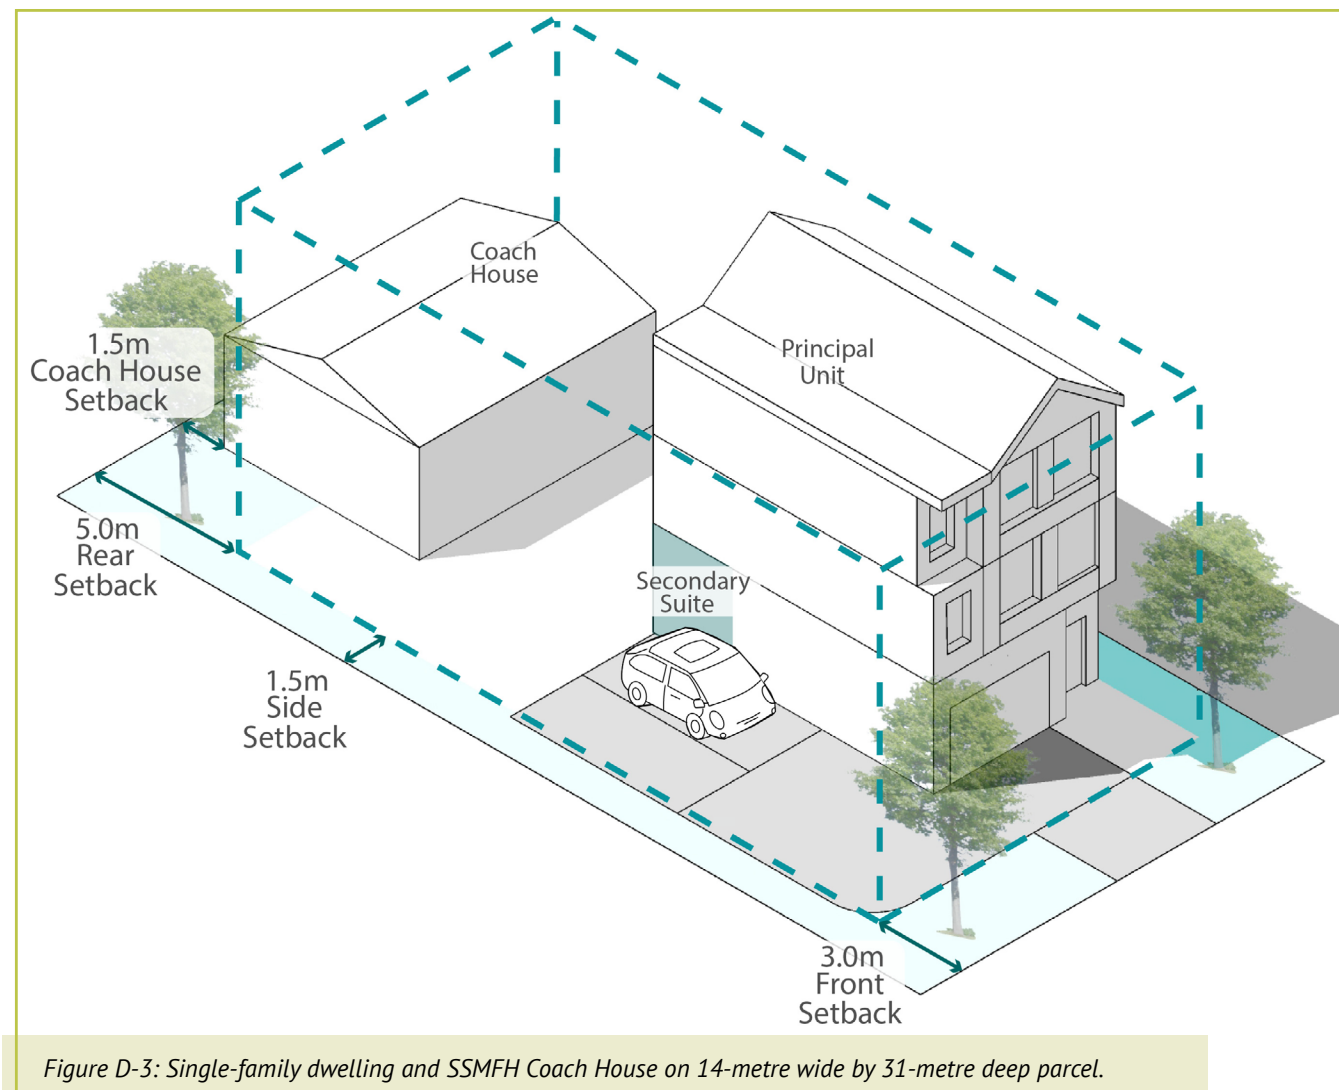 Coach
House
Principal
Unit
1.5m
Coach House
Setback
5.0m
Rear
Setback
Secondary
Suite
1.5m
Side
Setback
3.0m
Front
Setback
Figure D-3: Single-family dwelling and SSMFH Coach House on 14-metre wide by 31-metre deep parcel.